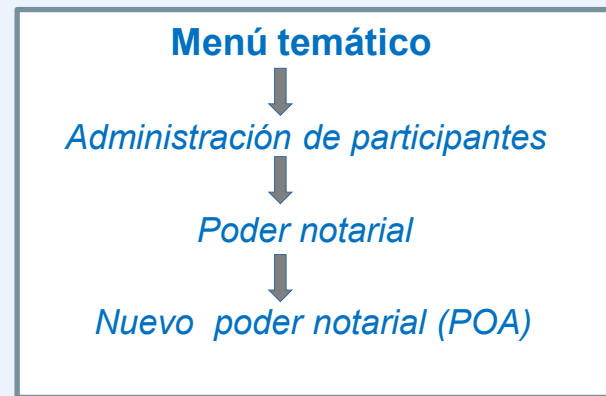 Menú temático
Administración de participantes
Poder notarial
Nuevo poder notarial (POA)